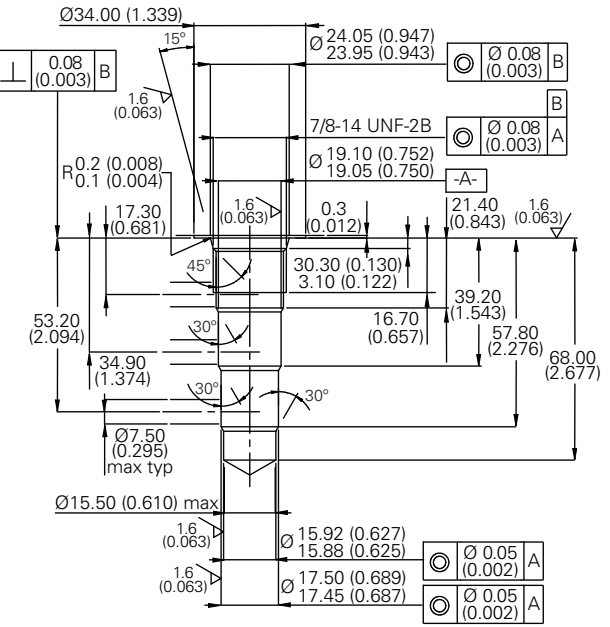 Ø34.00 (1.339)
15°
Ø 24.05 (0.947)
23.95 (0.943)
Ø 0.08
(0.003)
B
0.08
(0.003)
B
1.6
(0.063)
7/8-14 UNF-2B
B
Ø 0.08
(0.003)
A
Ø 19.10 (0.752)
19.05 (0.750)
-A-
R 0.2 (0.008)
0.1 (0.004)
1.6
(0.063)
0.3
(0.012)
21.40
(0.843)
1.6
(0.063)
17.30
(0.681)
45°
30.30 (0.130)
3.10 (0.122)
39.20
(1.543)
53.20
(2.094)
30°
16.70
(0.657)
57.80
(2.276)
68.00
(2.677)
34.90
(1.374)
30°
30°
Ø7.50
(0.295)
max typ
Ø15.50 (0.610) max
1.6
(0.063)
Ø 15.92 (0.627)
15.88 (0.625)
Ø 0.05
(0.002)
A
1.6
(0.063)
Ø 17.50 (0.689)
17.45 (0.687)
Ø 0.05
(0.002)
A